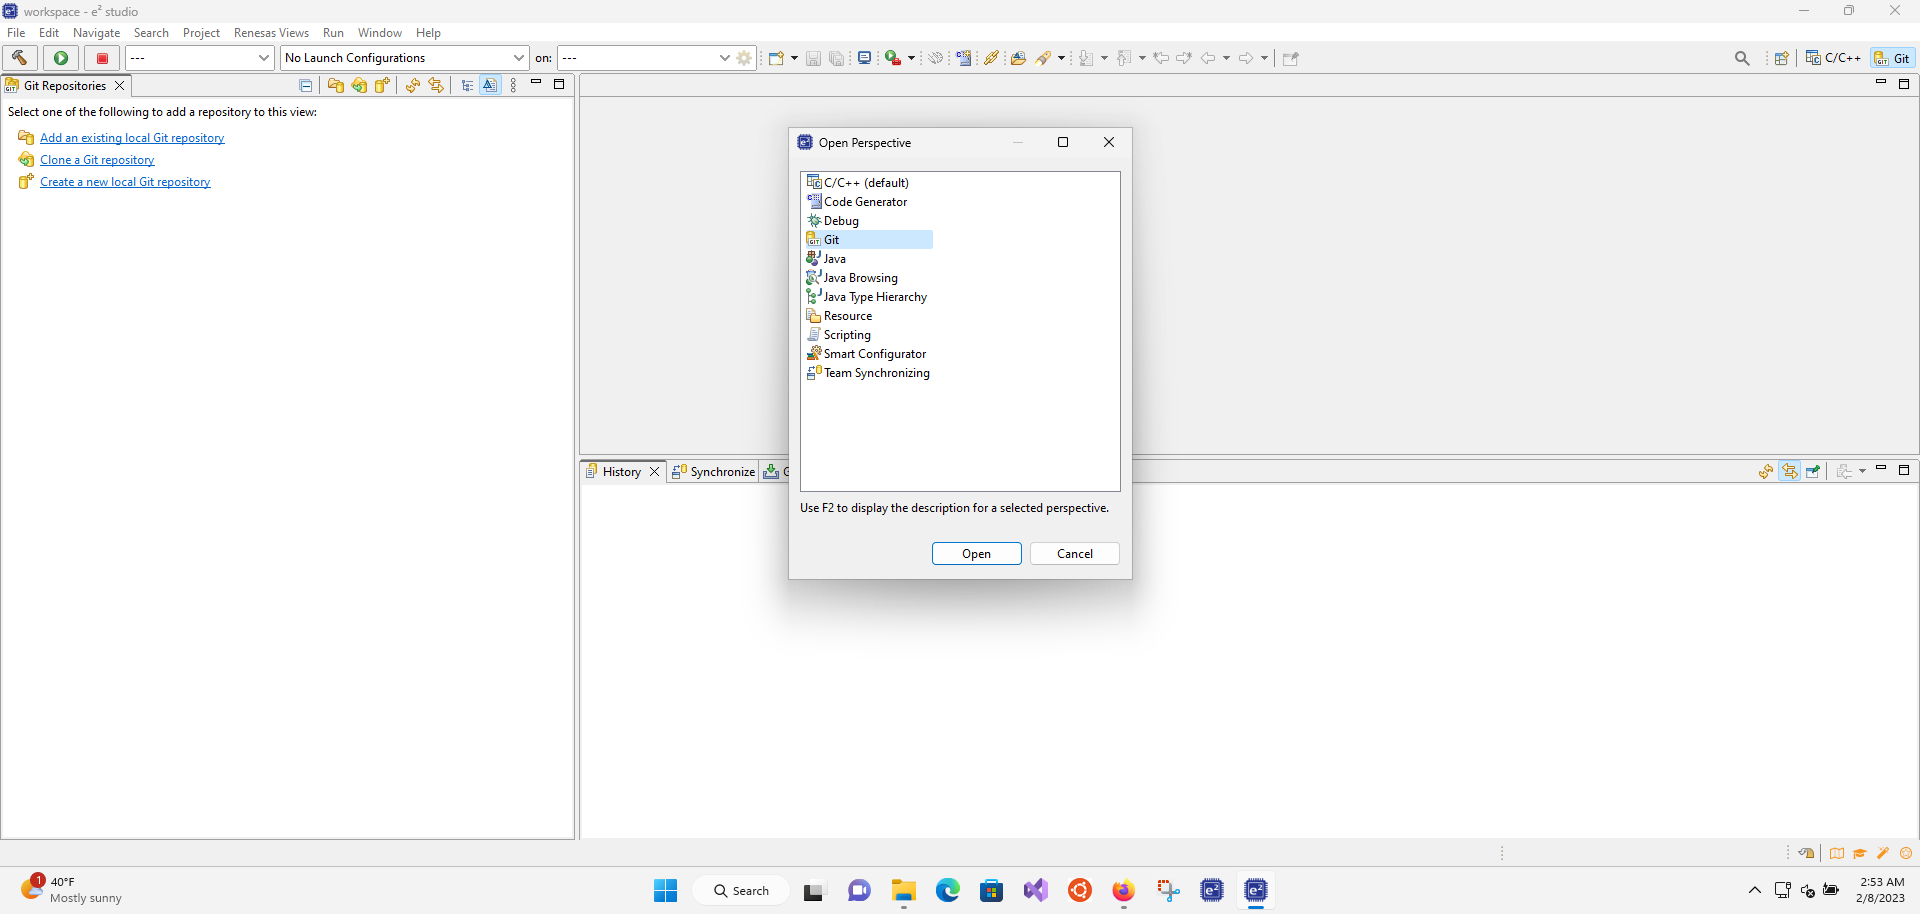 workspace - e² studio
File Edit Navigate Search Project Renesas Views Run Window Help
--- No Launch Configurations on: --- C/C++ Git
Git Repositories
Select one of the following to add a repository to this view:
Add an existing local Git repository
Clone a Git repository
Create a new local Git repository
Open Perspective
C/C++ (default)
Code Generator
Debug
Git
Java
Java Browsing
Java Type Hierarchy
Resource
Scripting
Smart Configurator
Team Synchronizing
Use F2 to display the description for a selected perspective.
Open Cancel
History Synchronize G
1
40°F
Mostly sunny
Search
2:53 AM
2/8/2023